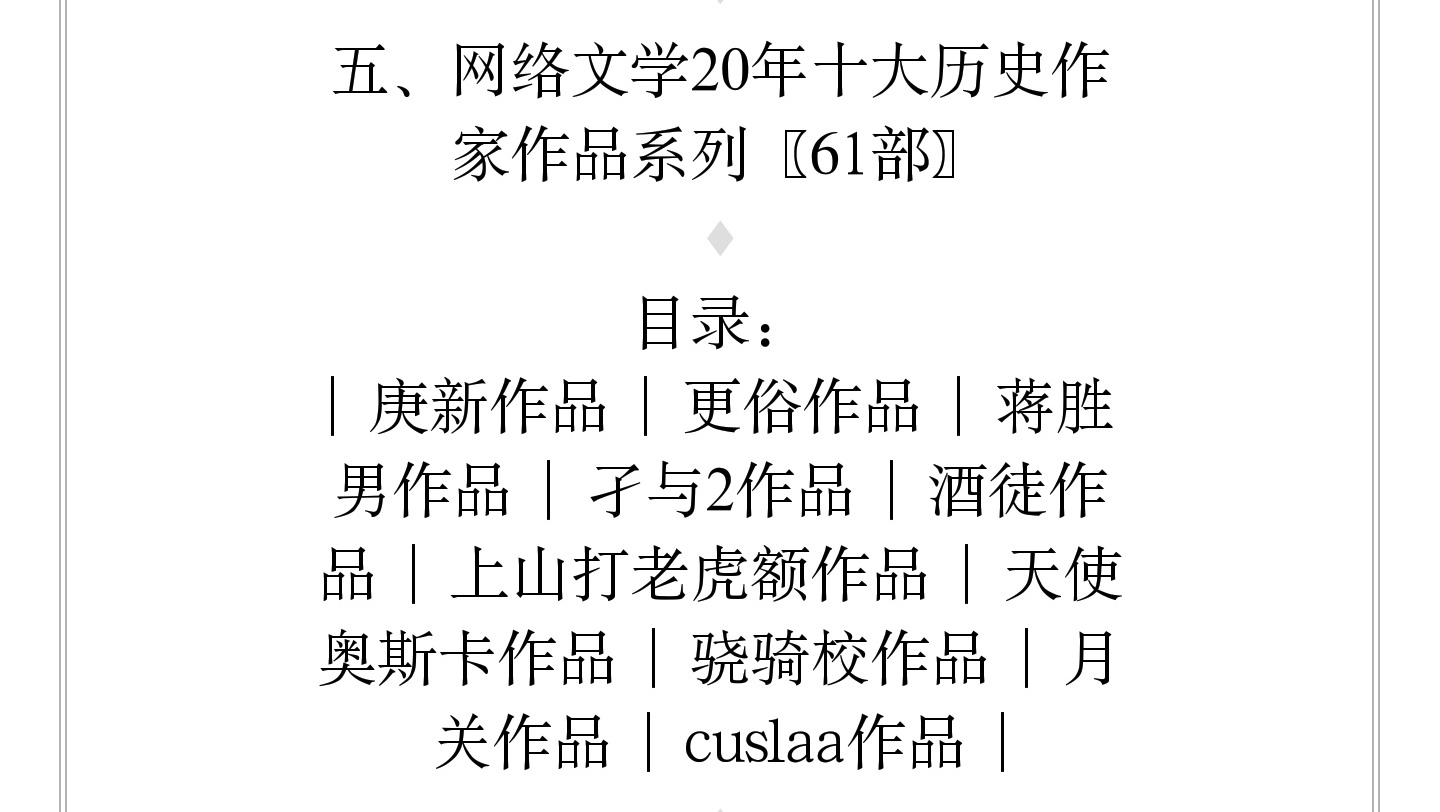 五、网络文学20年十大历史作
家作品系列〖61部〗
目录：
│庚新作品│更俗作品│蒋胜
男作品│孑与2作品│酒徒作
品│上山打老虎额作品│天使
奥斯卡作品│骁骑校作品│月
关作品│cuslaa作品│